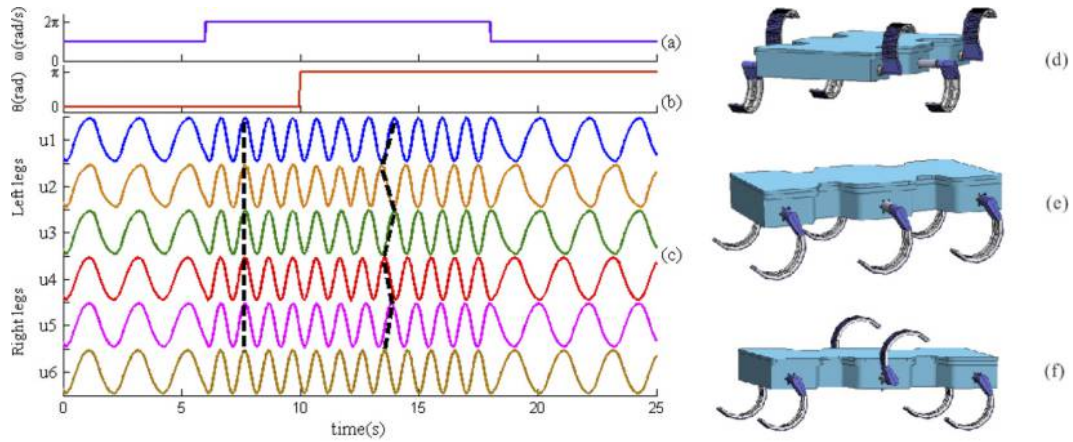 2π
0
ω(rad/s)
(a)
π
0
θ(rad)
(b)
u1
u2
u3
u4
u5
u6
Left legs
Right legs
(c)
0 5 10 15 20 25
time(s)
(d)
(e)
(f)